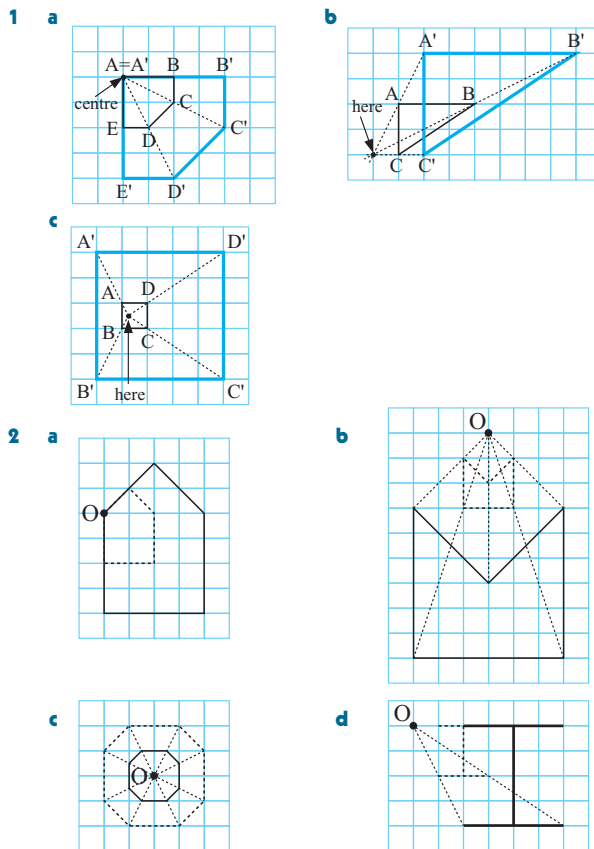 1 a
A=A' B B'
centre
C
E D C'
E' D'
b
A' B'
A B
here
C C'
c
A' D'
A D
B C
B' here C'
2 a
O
b
O
c
O
d
O